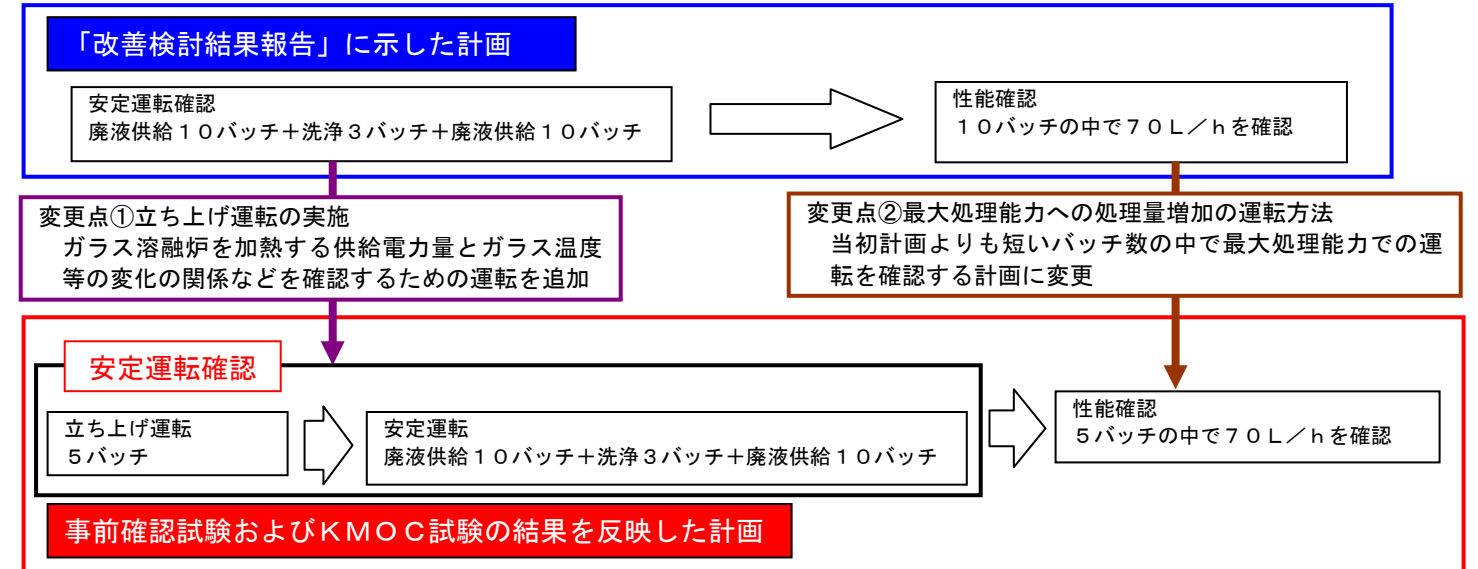 「改善検討結果報告」に示した計画
安定運転確認
廃液供給１０バッチ＋洗浄３バッチ＋廃液供給１０バッチ
性能確認
１０バッチの中で７０Ｌ／ｈを確認
変更点①立ち上げ運転の実施
ガラス溶融炉を加熱する供給電力量とガラス温度
等の変化の関係などを確認するための運転を追加
変更点②最大処理能力への処理量増加の運転方法
当初計画よりも短いバッチ数の中で最大処理能力での運
転を確認する計画に変更
安定運転確認
立ち上げ運転
５バッチ
安定運転
廃液供給１０バッチ＋洗浄３バッチ＋廃液供給１０バッチ
性能確認
５バッチの中で７０Ｌ／ｈを確認
事前確認試験およびＫＭＯＣ試験の結果を反映した計画